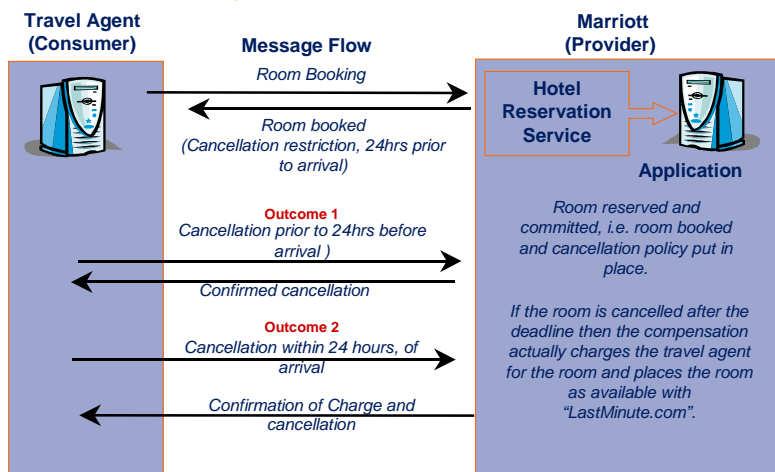 Travel Agent
(Consumer)
Message Flow
Marriott
(Provider)
Room Booking
Room booked
(Cancellation restriction, 24hrs prior
to arrival)
Hotel
Reservation
Service
Application
Outcome 1
Cancellation prior to 24hrs before
arrival )
Confirmed cancellation
Outcome 2
Cancellation within 24 hours, of
arrival
Confirmation of Charge and
cancellation
Room reserved and
committed, i.e. room booked
and cancellation policy put in
place.
If the room is cancelled after the
deadline then the compensation
actually charges the travel agent
for the room and places the room
as available with
“LastMinute.com”.